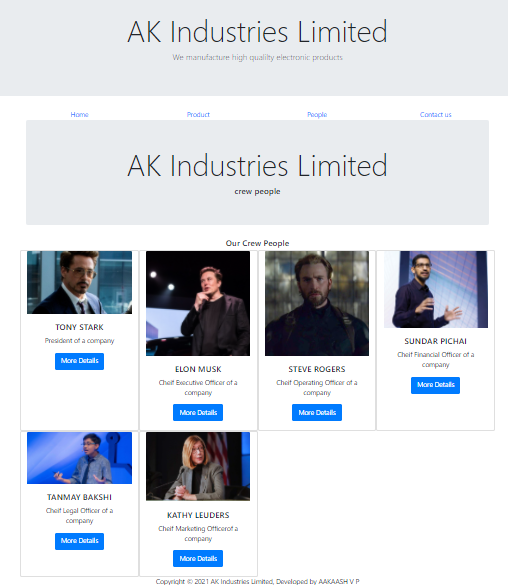 AK Industries Limited
We manufacture high quality electronic products
Home Product People Contact us
AK Industries Limited
crew people
Our Crew People
TONY STARK
President of a company
More Details
ELON MUSK
Cheif Executive Officer of a
company
More Details
STEVE ROGERS
Cheif Operating Officer of a
company
More Details
SUNDAR PICHAI
Cheif Financial Officer of a
company
More Details
TANMAY BAKSHI
Cheif Legal Officer of a
company
More Details
KATHY LEUDERS
Cheif Marketing Officerof a
company
More Details
Copyright © 2021 AK Industries Limited, Developed by AAKAASH V P